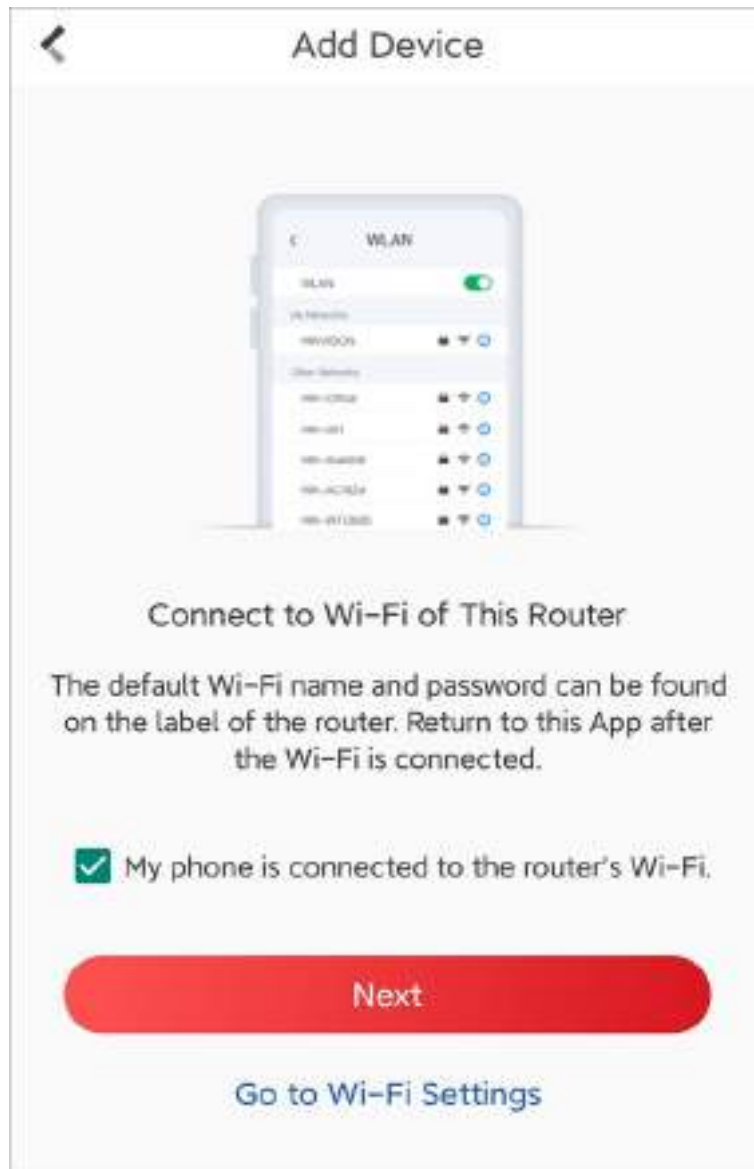 Add Device
WLAN
WLAN
Connect to Wi-Fi of This Router
The default Wi-Fi name and password can be found
on the label of the router. Return to this App after
the Wi-Fi is connected.
My phone is connected to the router's Wi-Fi.
Next
Go to Wi-Fi Settings